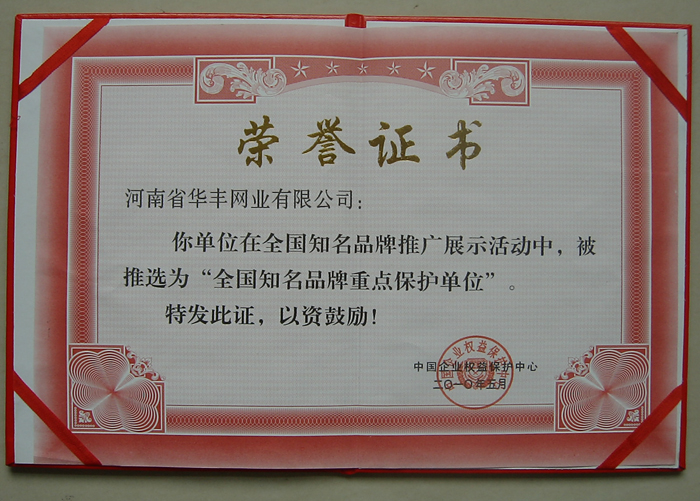 荣誉证书
河南省华丰网业有限公司：
你单位在全国知名品牌推广展示活动中，被
推选为“全国知名品牌重点保护单位”。
特发此证，以资鼓励！
中国企业权益保护中心
二〇一〇年五月